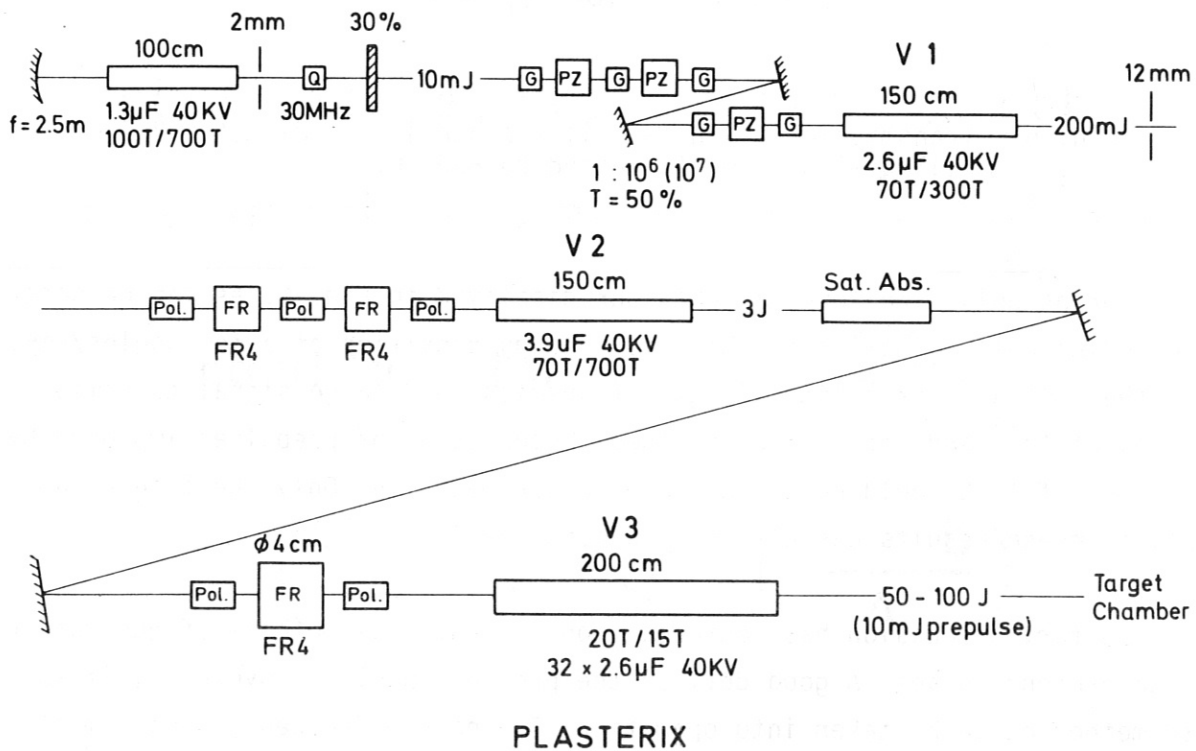 100cm
2mm
30%
Q
10mJ
G
PZ
G
PZ
G
V 1
12mm
f = 2.5m
1.3µF 40KV
100T/700T
30MHz
150 cm
G
PZ
G
200mJ
1 : 10⁶ (10⁷)
T = 50 %
2.6µF 40KV
70T/300T
V 2
150cm
Sat. Abs.
Pol.
FR
Pol
FR
Pol.
3J
FR4
FR4
3.9uF 40KV
70T/700T
V3
ϕ4cm
200 cm
Pol.
FR
Pol.
50 - 100 J
(10mJ prepulse)
Target
Chamber
FR4
20T/15T
32 × 2.6µF 40KV
PLASTERIX